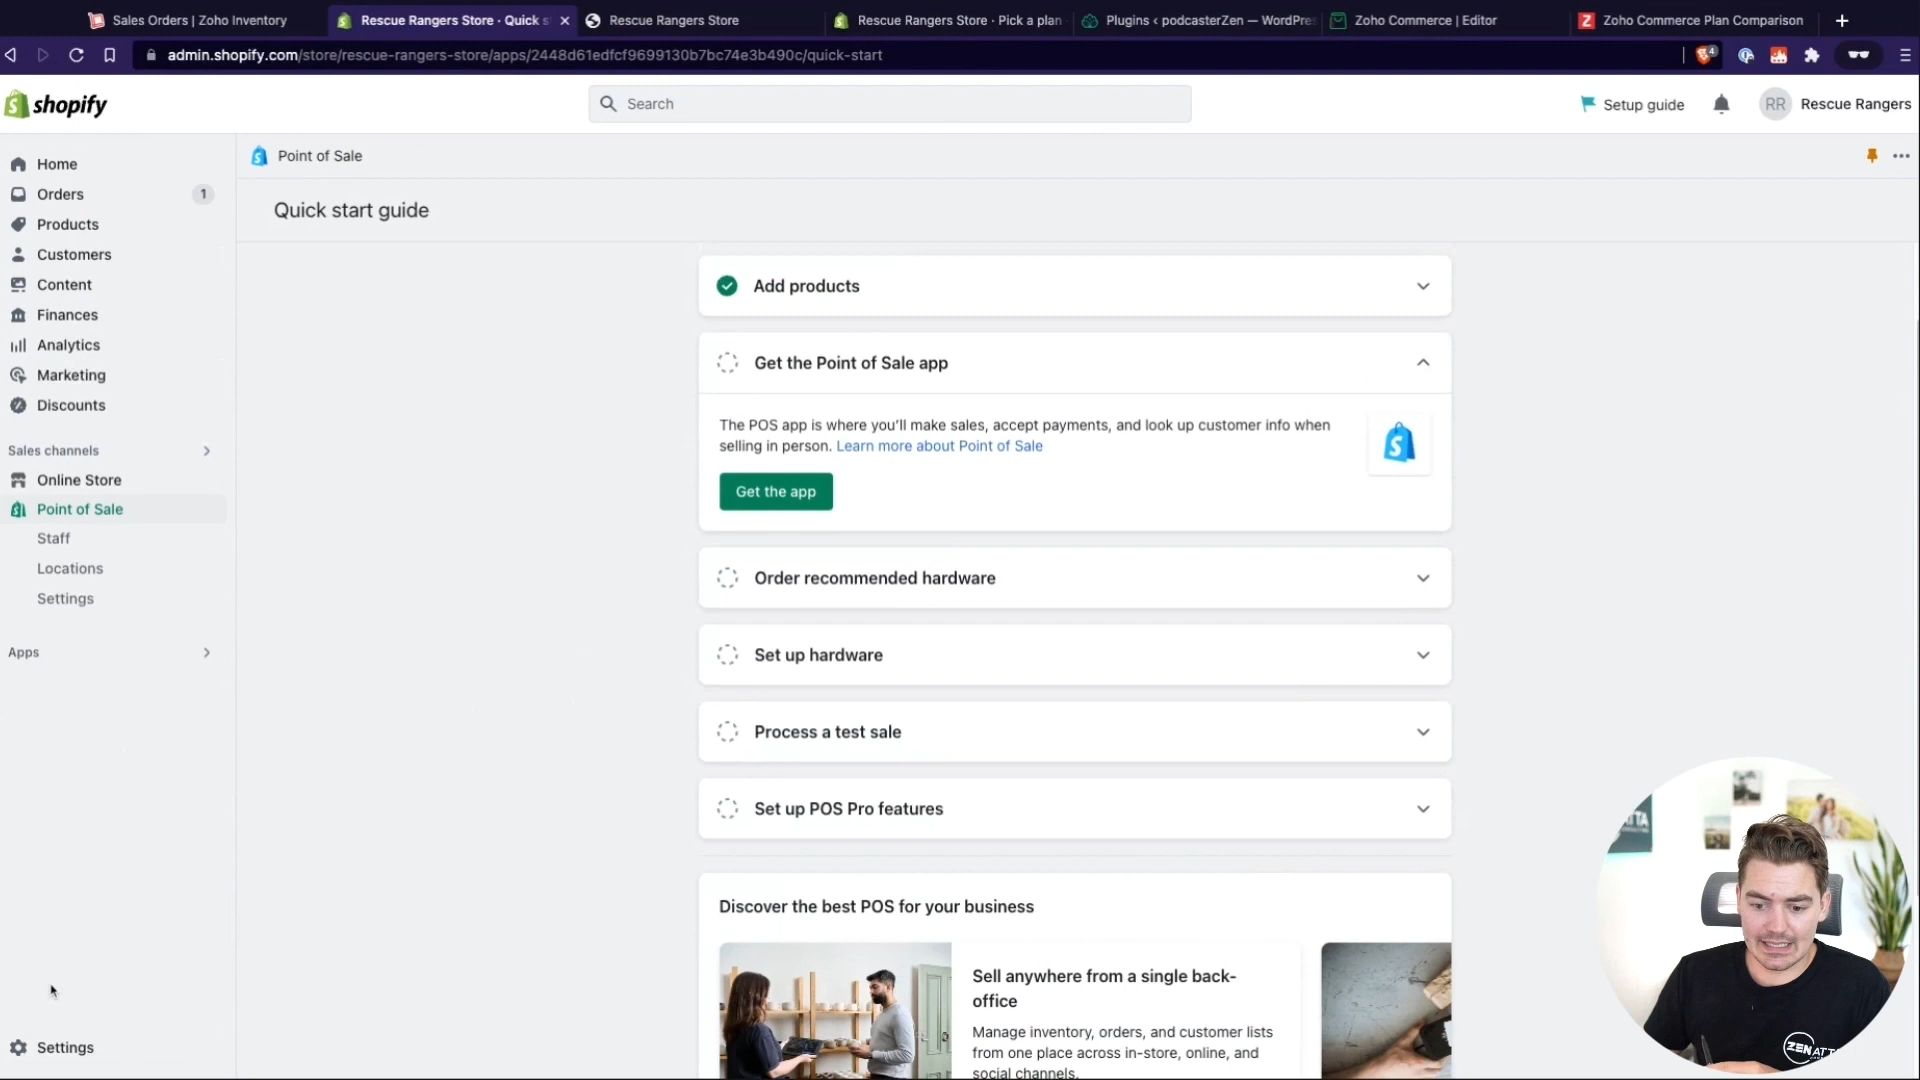 Sales Orders | Zoho Inventory
Rescue Rangers Store · Quick s
Rescue Rangers Store
Rescue Rangers Store · Pick a plan
Plugins ‹ podcasterZen — WordPres
Zoho Commerce | Editor
Zoho Commerce Plan Comparison
admin.shopify.com/store/rescue-rangers-store/apps/2448d61edfcf9699130b7bc74e3b490c/quick-start
4
shopify
Search
Setup guide
RR
Rescue Rangers
Home
Orders
1
Products
Customers
Content
Finances
Analytics
Marketing
Discounts
Sales channels
Online Store
Point of Sale
Staff
Locations
Settings
Apps
Settings
Point of Sale
Quick start guide
Add products
Get the Point of Sale app
The POS app is where you'll make sales, accept payments, and look up customer info when
selling in person. Learn more about Point of Sale
Get the app
Order recommended hardware
Set up hardware
Process a test sale
Set up POS Pro features
Discover the best POS for your business
Sell anywhere from a single back-
office
Manage inventory, orders, and customer lists
from one place across in-store, online, and
social channels.
ZENATT